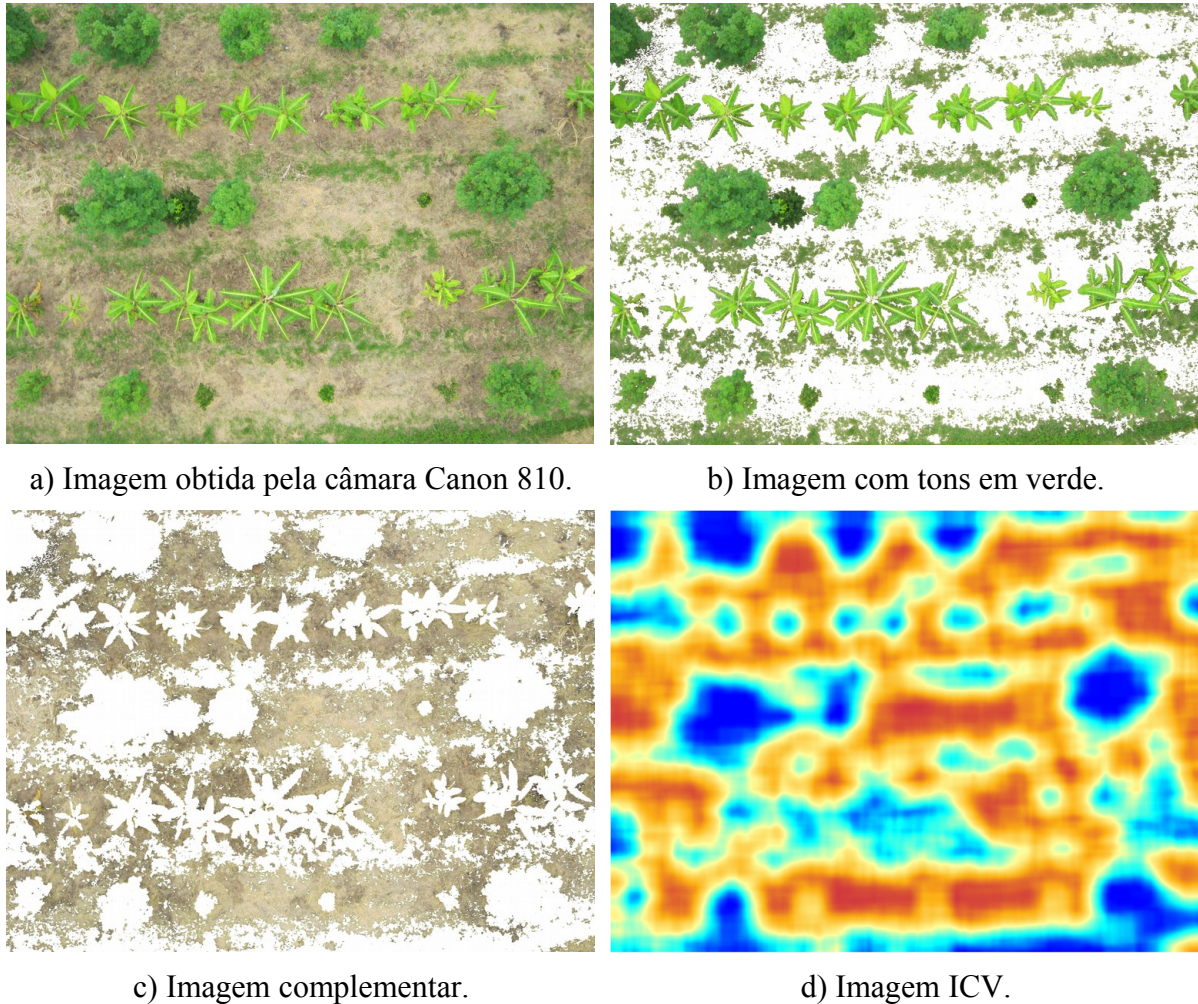 a) Imagem obtida pela câmara Canon 810.
b) Imagem com tons em verde.
c) Imagem complementar.
d) Imagem ICV.